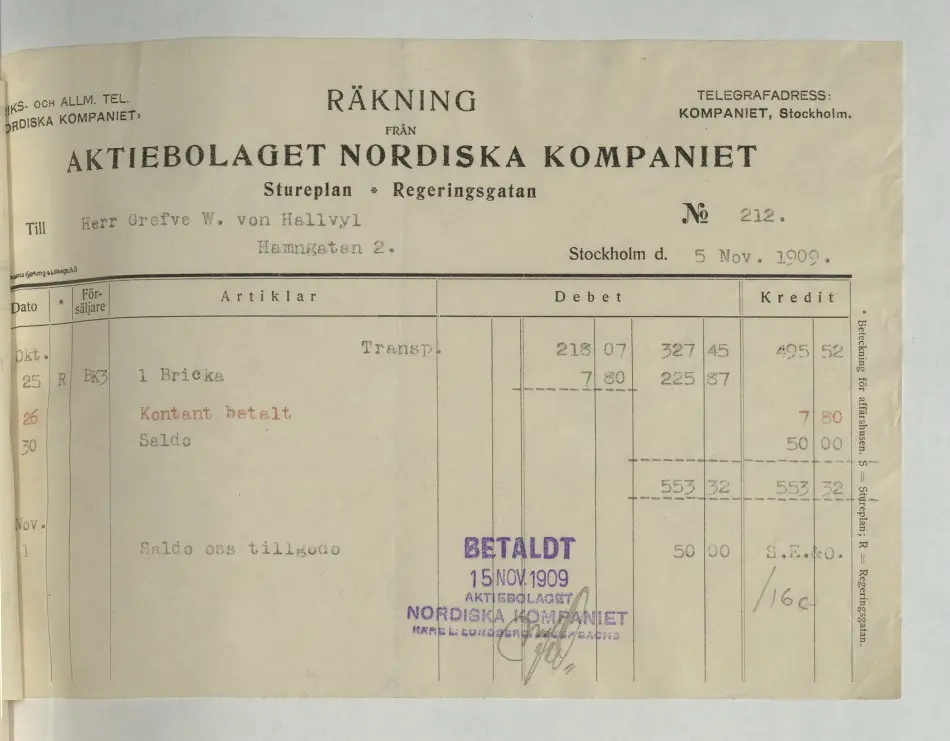 IKS- OCH ALLM. TEL.
ORDISKA KOMPANIET›
RÄKNING
FRÅN
AKTIEBOLAGET NORDISKA KOMPANIET
Stureplan * Regeringsgatan
TELEGRAFADRESS:
KOMPANIET, Stockholm.
Till Herr Grefve W. von Hallvyl
Hamngatan 2.
№ 212.
Stockholm d. 5 Nov. 1909.
Dato * För-säljare Artiklar Debet Kredit
Okt. Transp. 218 07 327 45 495 52
25 R BK3 1 Bricka 7 80 225 87
26 Kontant betalt 7 80
30 Saldo 50 00
553 32 553 32
Nov.
1 Saldo oss tillgodo 50 00 S.E.&O.
BETALDT
15 NOV. 1909
AKTIEBOLAGET
NORDISKA KOMPANIET
/16
* Beteckning för affärshusen. S = Stureplan; R = Regeringsgatan.